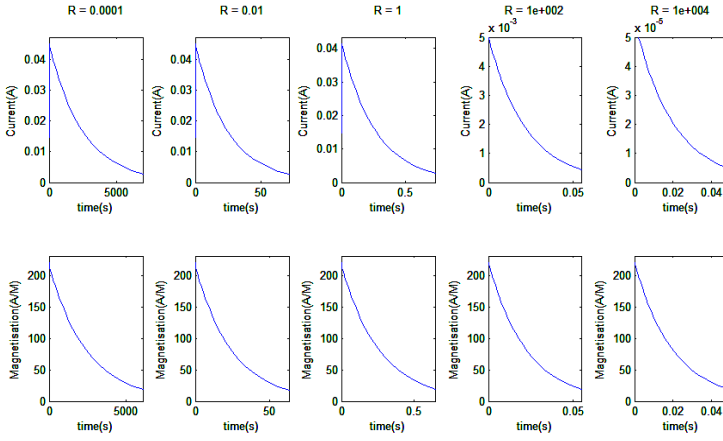 R = 0.0001
R = 0.01
R = 1
R = 1e+002
R = 1e+004
x 10^-3
x 10^-5
Current(A)
0.04
0.03
0.02
0.01
0
0
5000
time(s)
Current(A)
0.04
0.03
0.02
0.01
0
0
50
time(s)
Current(A)
0.04
0.03
0.02
0.01
0
0
0.5
time(s)
Current(A)
5
4
3
2
1
0
0
0.05
time(s)
Current(A)
5
4
3
2
1
0
0
0.02
0.04
time(s)
Magnetisation(A/M)
200
150
100
50
0
0
5000
time(s)
Magnetisation(A/M)
200
150
100
50
0
0
50
time(s)
Magnetisation(A/M)
200
150
100
50
0
0
0.5
time(s)
Magnetisation(A/M)
200
150
100
50
0
0
0.05
time(s)
Magnetisation(A/M)
200
150
100
50
0
0
0.02
0.04
time(s)